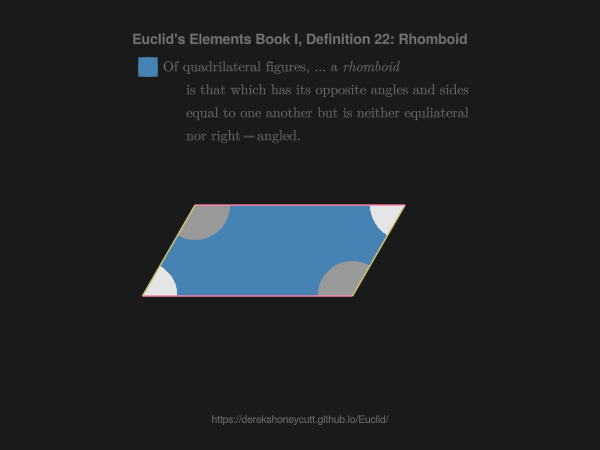 Euclid's Elements Book I, Definition 22: Rhomboid
Of quadrilateral figures, ... a rhomboid
is that which has its opposite angles and sides
equal to one another but is neither equliateral
nor right—angled.
https://derekshoneycutt.github.io/Euclid/